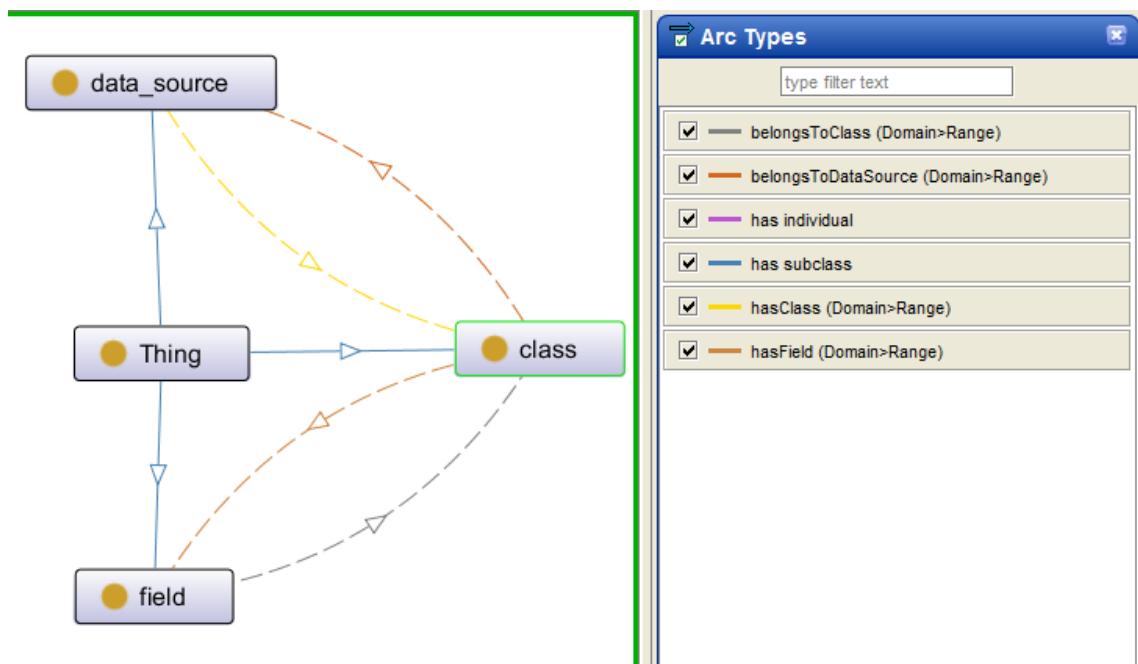 data_source
Thing
class
field
Arc Types
type filter text
belongsToClass (Domain>Range)
belongsToDataSource (Domain>Range)
has individual
has subclass
hasClass (Domain>Range)
hasField (Domain>Range)